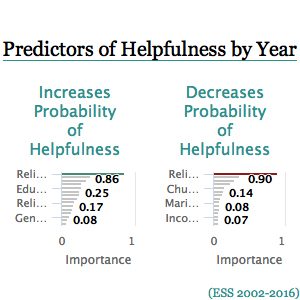 Predictors of Helpfulness by Year
Increases
Probability
of
Helpfulness
Reli...
0.86
Edu...
0.25
Reli...
0.17
Gen...
0.08
0
1
Importance
Decreases
Probability
of
Helpfulness
Reli...
0.90
Chu...
0.14
Mari...
0.08
Inco...
0.07
0
1
Importance
(ESS 2002-2016)